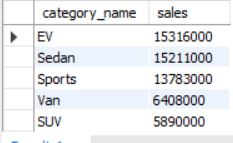 category_name sales
EV 15316000
Sedan 15211000
Sports 13783000
Van 6408000
SUV 5890000